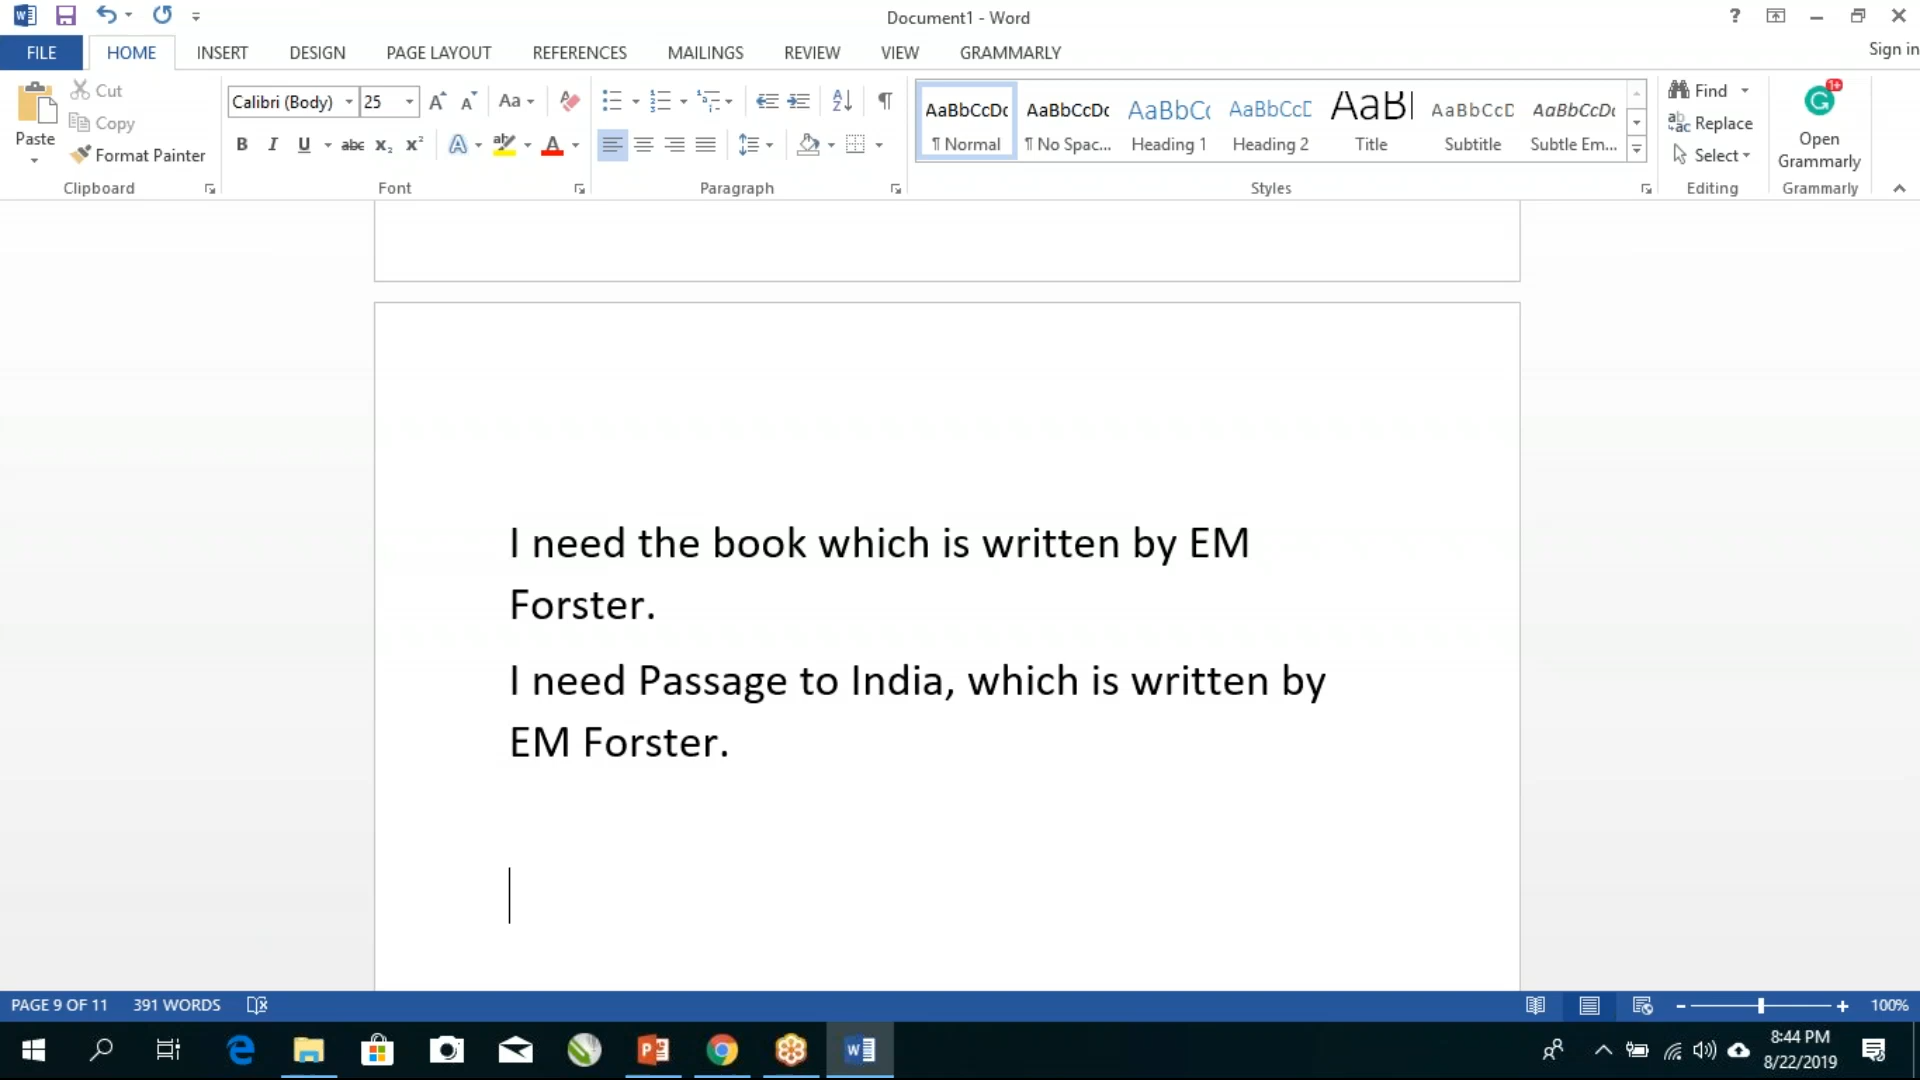 Document1 - Word
Sign in
FILE HOME INSERT DESIGN PAGE LAYOUT REFERENCES MAILINGS REVIEW VIEW GRAMMARLY
Paste
Cut
Copy
Format Painter
Clipboard
Calibri (Body) 25
Font
Paragraph
AaBbCcDc AaBbCcDc AaBbCc AaBbCcD AaBl AaBbCcD AaBbCcDc
¶ Normal ¶ No Spac... Heading 1 Heading 2 Title Subtitle Subtle Em...
Styles
Find
Replace
Select
Editing
Open
Grammarly
Grammarly
I need the book which is written by EM
Forster.
I need Passage to India, which is written by
EM Forster.
PAGE 9 OF 11 391 WORDS 100%
8:44 PM
8/22/2019